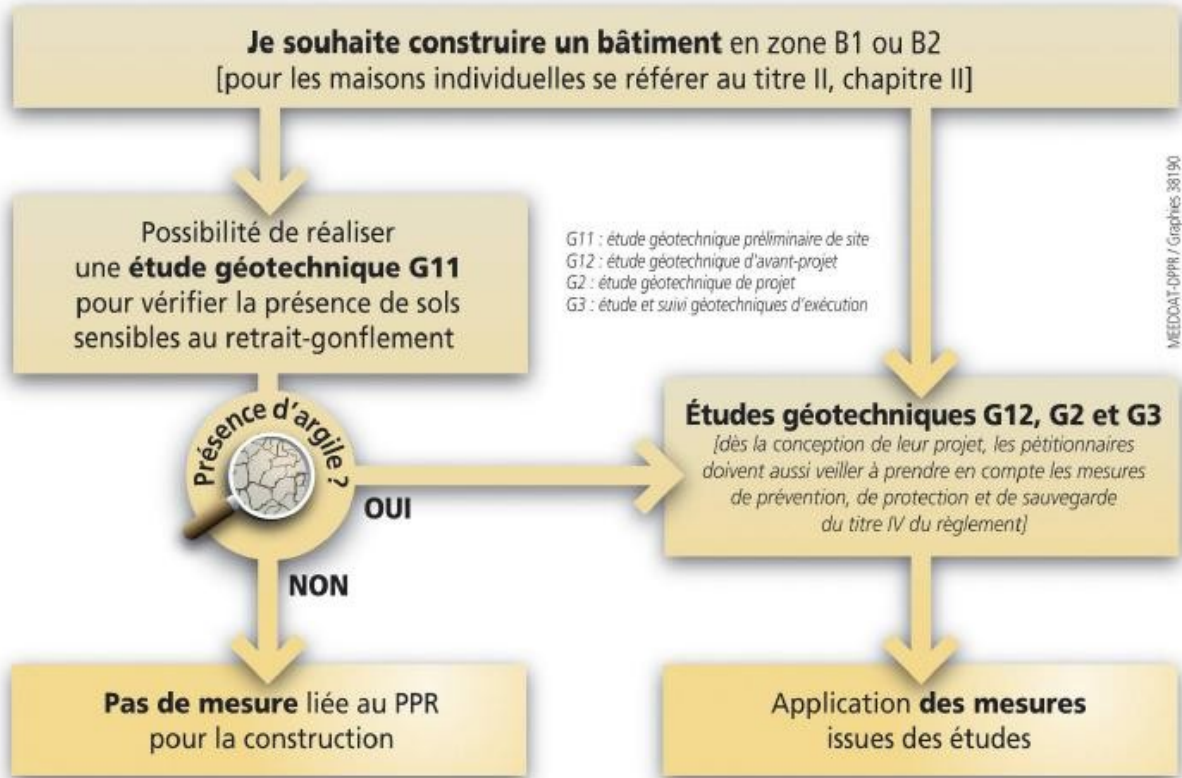 Je souhaite construire un bâtiment en zone B1 ou B2
[pour les maisons individuelles se référer au titre II, chapitre II]
Possibilité de réaliser
une étude géotechnique G11
pour vérifier la présence de sols
sensibles au retrait-gonflement
G11 : étude géotechnique préliminaire de site
G12 : étude géotechnique d'avant-projet
G2 : étude géotechnique de projet
G3 : étude et suivi géotechniques d'exécution
MEEDDAT-DPPR / Graphies 38190
Présence d'argile ?
OUI
NON
Études géotechniques G12, G2 et G3
[dès la conception de leur projet, les pétitionnaires
doivent aussi veiller à prendre en compte les mesures
de prévention, de protection et de sauvegarde
du titre IV du règlement]
Pas de mesure liée au PPR
pour la construction
Application des mesures
issues des études